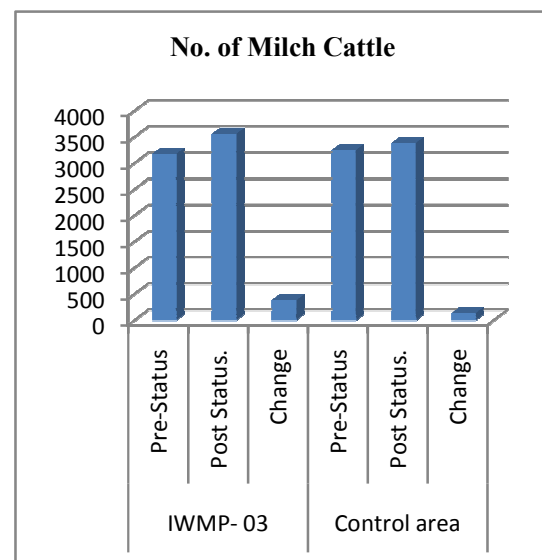 No. of Milch Cattle
4000
3500
3000
2500
2000
1500
1000
500
0
Pre-Status
Post Status.
Change
Pre-Status
Post Status.
Change
IWMP- 03
Control area